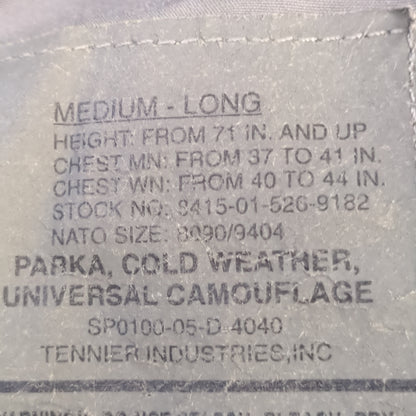 MEDIUM - LONG
HEIGHT: FROM 71 IN. AND UP
CHEST MN: FROM 37 TO 41 IN.
CHEST WN: FROM 40 TO 44 IN.
STOCK NO: 8415-01-526-9182
NATO SIZE: 8090/9404
PARKA, COLD WEATHER,
UNIVERSAL CAMOUFLAGE
SP0100-05-D-4040
TENNIER INDUSTRIES,INC